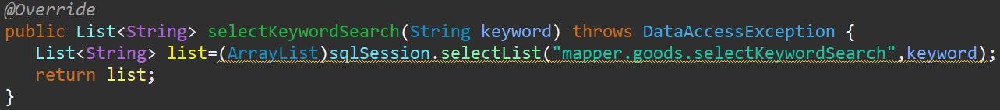 @Override
public List<String> selectKeywordSearch(String keyword) throws DataAccessException {
   List<String> list=(ArrayList)sqlSession.selectList("mapper.goods.selectKeywordSearch",keyword);
   return list;
}